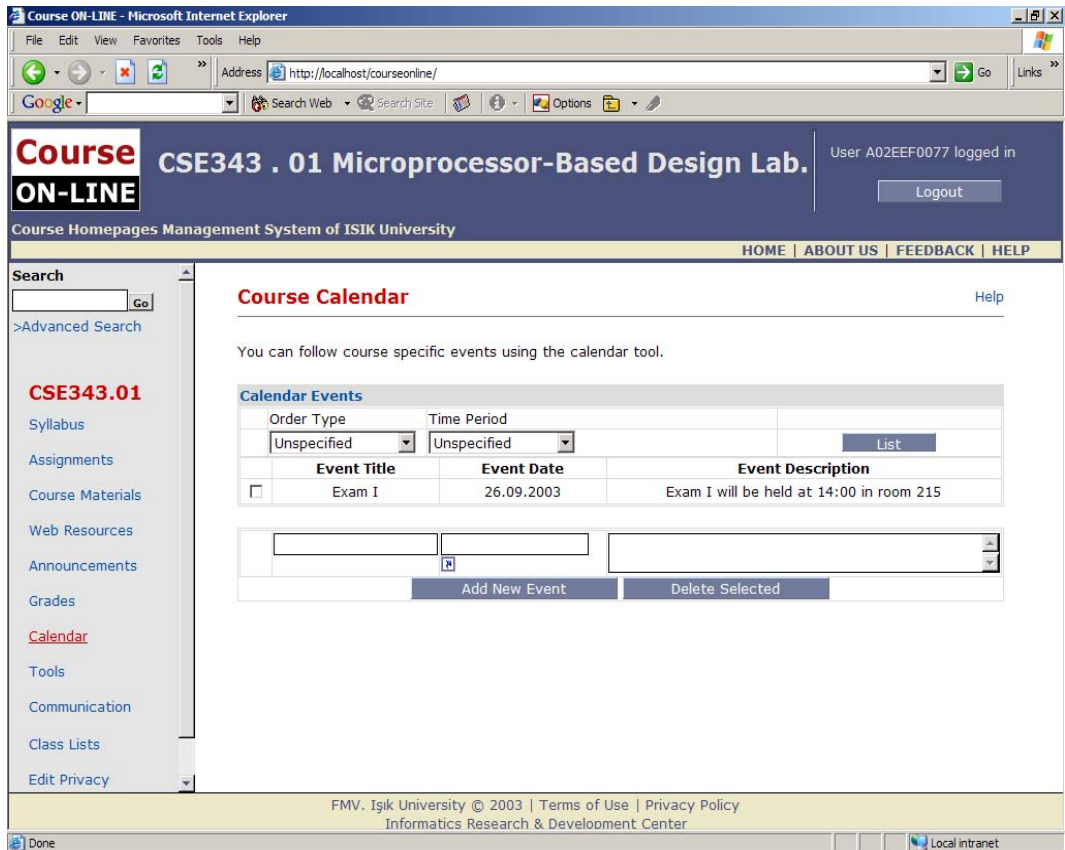 Course ON-LINE - Microsoft Internet Explorer
File Edit View Favorites Tools Help
Address http://localhost/courseonline/ Go Links
Google Search Web Search Site Options
Course
ON-LINE
CSE343 . 01 Microprocessor-Based Design Lab.
User A02EEF0077 logged in
Logout
Course Homepages Management System of ISIK University
HOME | ABOUT US | FEEDBACK | HELP
Search
Go
>Advanced Search
CSE343.01
Syllabus
Assignments
Course Materials
Web Resources
Announcements
Grades
Calendar
Tools
Communication
Class Lists
Edit Privacy
Course Calendar
Help
You can follow course specific events using the calendar tool.
Calendar Events
Order Type Time Period
Unspecified Unspecified List
Event Title Event Date Event Description
Exam I 26.09.2003 Exam I will be held at 14:00 in room 215
Add New Event Delete Selected
FMV. Işık University © 2003 | Terms of Use | Privacy Policy
Informatics Research & Development Center
Done Local intranet